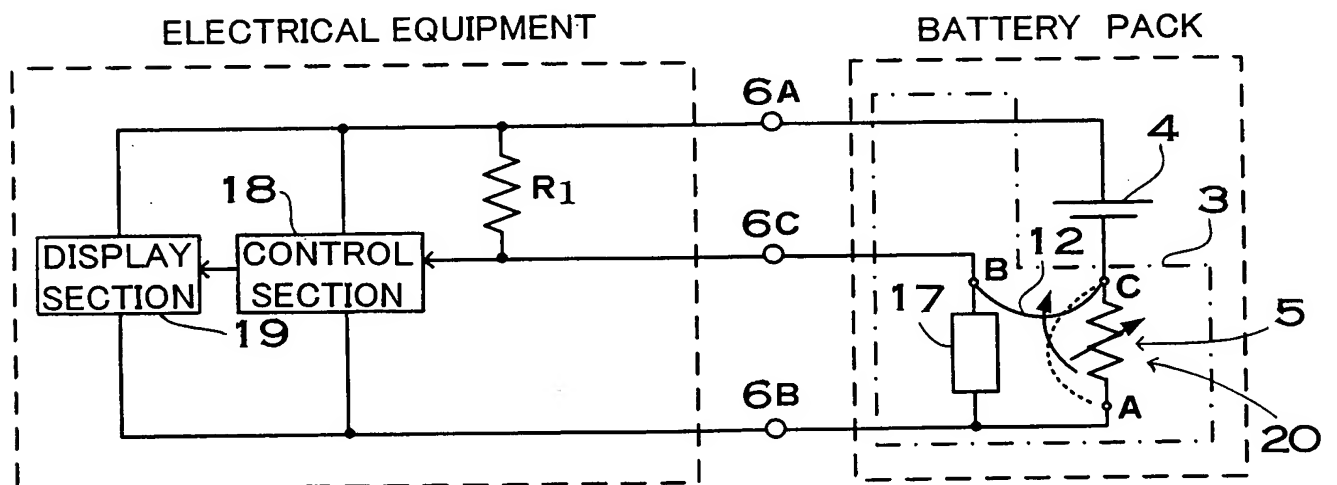 ELECTRICAL EQUIPMENT
BATTERY PACK
6A
4
R1
18
6C
3
DISPLAY
SECTION
CONTROL
SECTION
B
12
C
17
5
19
6B
A
20